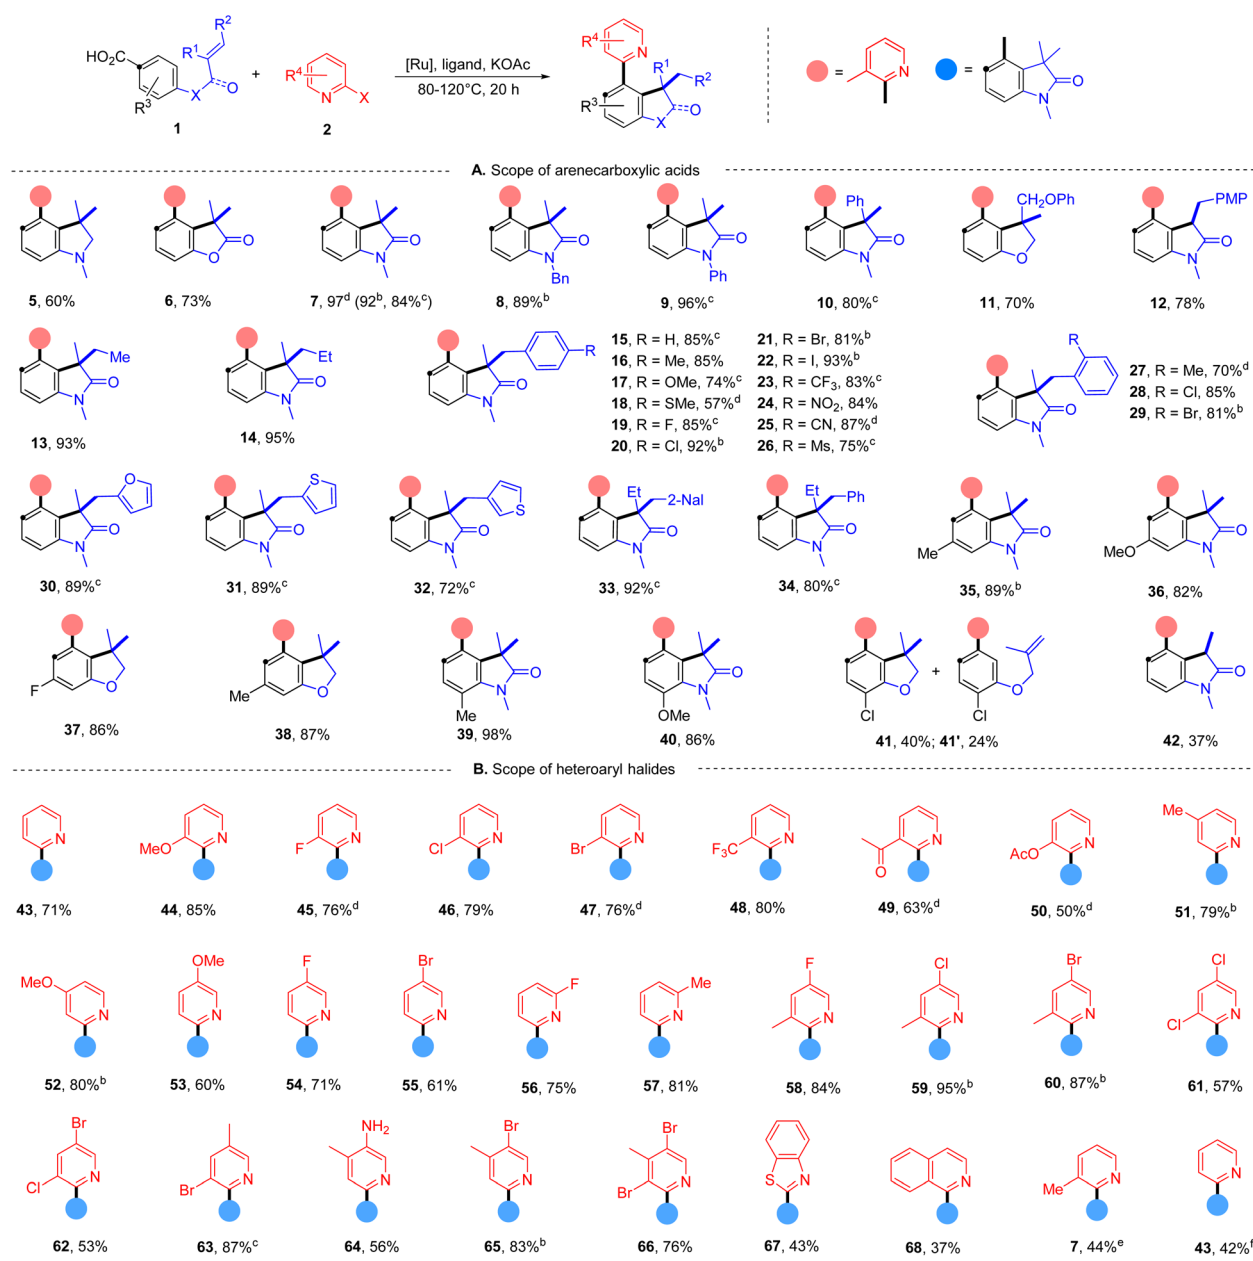 HO₂C
R¹
R²
O
X
R³
1
+
R⁴
N
X
2
[Ru], ligand, KOAc
80-120°C, 20 h
R⁴
N
R¹
R²
O
X
R³
= N
= O N
A. Scope of arenecarboxylic acids
N
O O
O N
O N Bn
O N Ph
Ph O N
CH₂OPh O
PMP O N
5, 60%
6, 73%
7, 97ᵈ (92ᵇ, 84%ᶜ)
8, 89%ᵇ
9, 96%ᶜ
10, 80%ᶜ
11, 70%
12, 78%
Me O N
Et O N
R O N
R O N
13, 93%
14, 95%
15, R = H, 85%ᶜ
16, R = Me, 85%
17, R = OMe, 74%ᶜ
18, R = SMe, 57%ᵈ
19, R = F, 85%ᶜ
20, R = Cl, 92%ᵇ
21, R = Br, 81%ᵇ
22, R = I, 93%ᵇ
23, R = CF₃, 83%ᶜ
24, R = NO₂, 84%
25, R = CN, 87%ᵈ
26, R = Ms, 75%ᶜ
27, R = Me, 70%ᵈ
28, R = Cl, 85%
29, R = Br, 81%ᵇ
O O N
S O N
S O N
Et 2-Nal O N
Et Ph O N
Me O N
MeO O N
30, 89%ᶜ
31, 89%ᶜ
32, 72%ᶜ
33, 92%ᶜ
34, 80%ᶜ
35, 89%ᵇ
36, 82%
F O
Me O
Me O N
OMe O N
Cl O
+
Cl O
O N
37, 86%
38, 87%
39, 98%
40, 86%
41, 40%; 41', 24%
42, 37%
B. Scope of heteroaryl halides
N
MeO N
F N
Cl N
Br N
F₃C N
O N
AcO N
Me N
43, 71%
44, 85%
45, 76%ᵈ
46, 79%
47, 76%ᵈ
48, 80%
49, 63%ᵈ
50, 50%ᵈ
51, 79%ᵇ
MeO N
OMe N
F N
Br N
F N
Me N
F N
Cl N
Br N
Cl Cl N
52, 80%ᵇ
53, 60%
54, 71%
55, 61%
56, 75%
57, 81%
58, 84%
59, 95%ᵇ
60, 87%ᵇ
61, 57%
Br Cl N
Br N
NH₂ N
Br N
Br Br N
S N
N
Me N
N
62, 53%
63, 87%ᶜ
64, 56%
65, 83%ᵇ
66, 76%
67, 43%
68, 37%
7, 44%ᵉ
43, 42%ᶠ